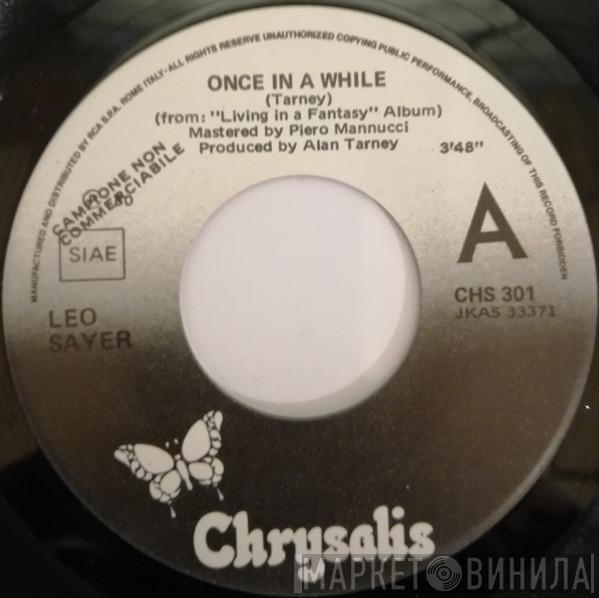 MANUFACTURED AND DISTRIBUTED BY RCA S.P.A. ROME ITALY - ALL RIGHTS RESERVE UNAUTHORIZED COPYING PUBLIC PERFORMANCE, BROADCASTING OF THIS RECORD FORBIDDEN
ONCE IN A WHILE
(Tarney)
(from: "Living in a Fantasy" Album)
Mastered by Piero Mannucci
Produced by Alan Tarney
3'48"
CAMPIONE NON
COMMERCIABILE
SIAE
A
LEO
SAYER
CHS 301
JKAS 33371
Chrysalis
МАРКЕТ ВИНИЛА